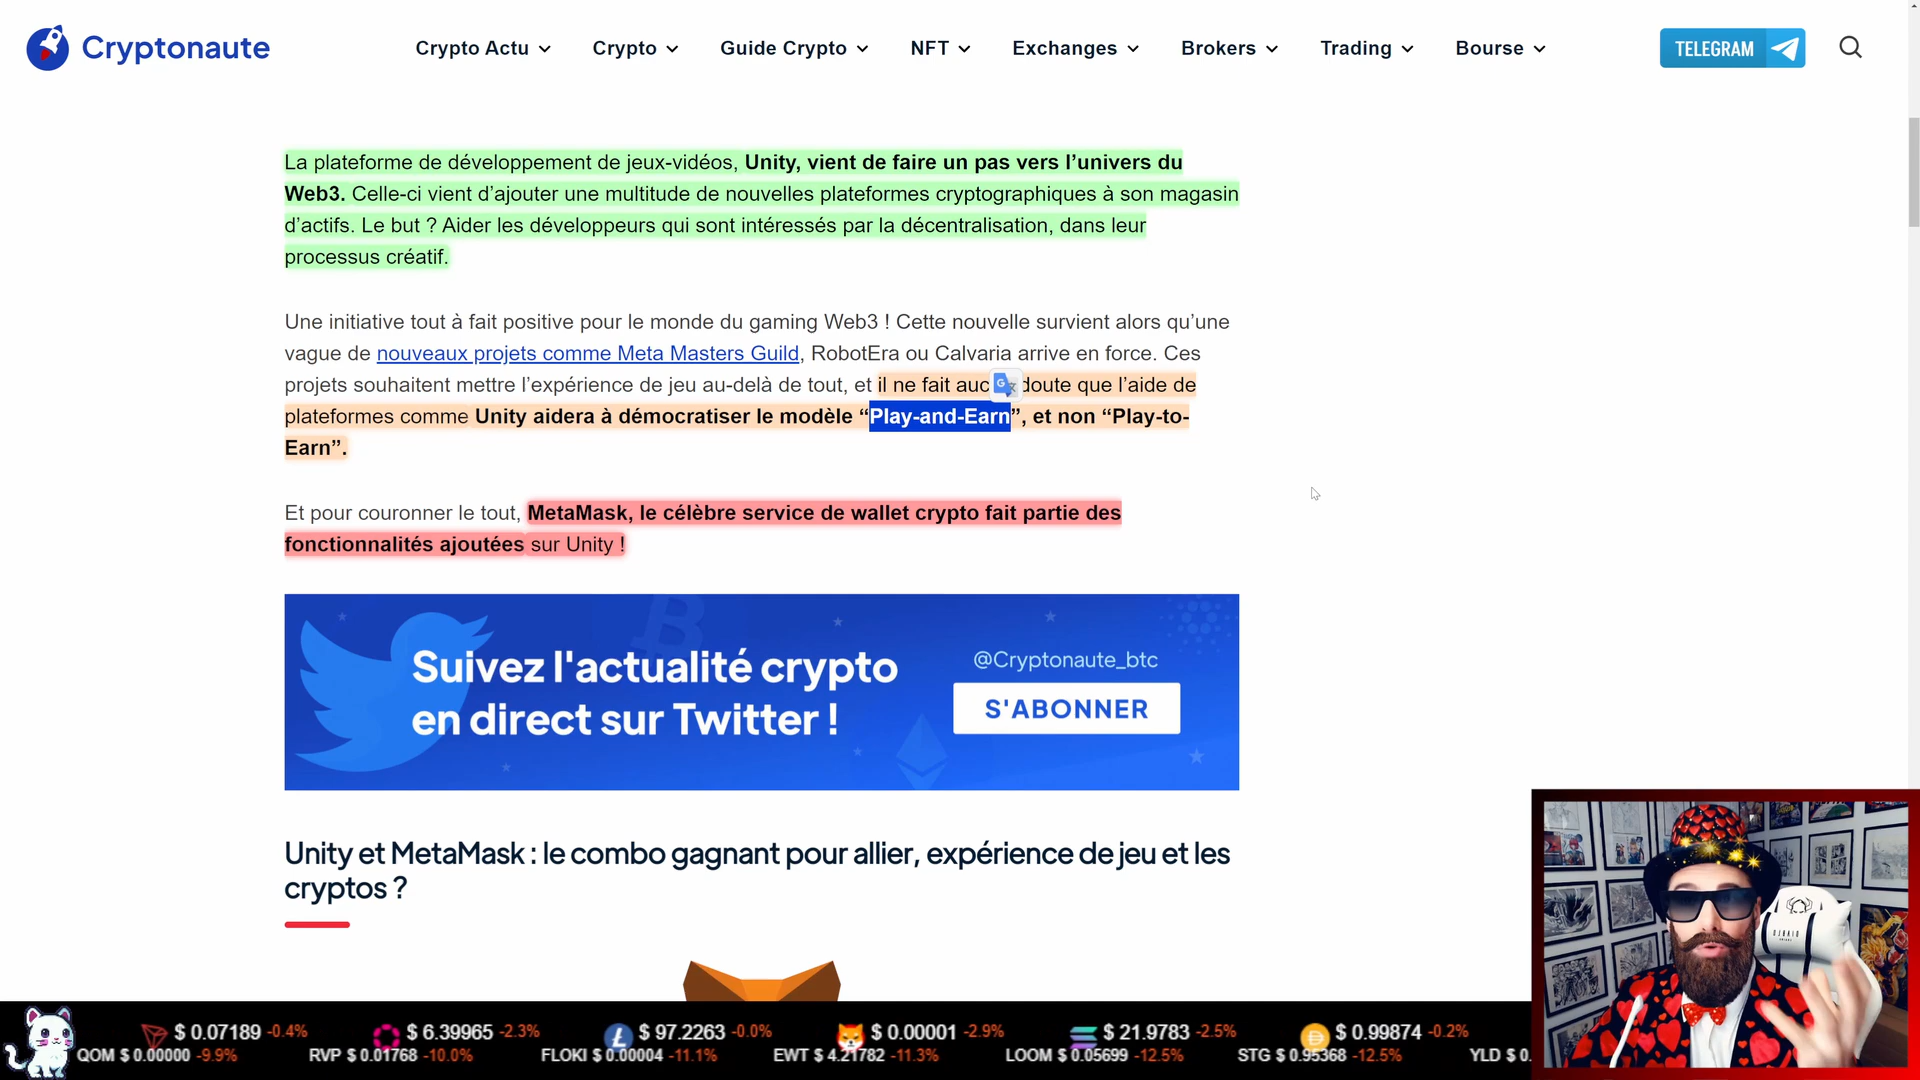 Cryptonaute
Crypto Actu
Crypto
Guide Crypto
NFT
Exchanges
Brokers
Trading
Bourse
TELEGRAM
La plateforme de développement de jeux-vidéos, Unity, vient de faire un pas vers l’univers du
Web3. Celle-ci vient d’ajouter une multitude de nouvelles plateformes cryptographiques à son magasin
d’actifs. Le but ? Aider les développeurs qui sont intéressés par la décentralisation, dans leur
processus créatif.
Une initiative tout à fait positive pour le monde du gaming Web3 ! Cette nouvelle survient alors qu’une
vague de nouveaux projets comme Meta Masters Guild, RobotEra ou Calvaria arrive en force. Ces
projets souhaitent mettre l’expérience de jeu au-delà de tout, et il ne fait auc doute que l’aide de
plateformes comme Unity aidera à démocratiser le modèle “Play-and-Earn”, et non “Play-to-
Earn”.
Et pour couronner le tout, MetaMask, le célèbre service de wallet crypto fait partie des
fonctionnalités ajoutées sur Unity !
Suivez l'actualité crypto
en direct sur Twitter !
@Cryptonaute_btc
S'ABONNER
Unity et MetaMask : le combo gagnant pour allier, expérience de jeu et les
cryptos ?
$ 0.07189 -0.4% $ 6.39965 -2.3% $ 97.2263 -0.0% $ 0.00001 -2.9% $ 21.9783 -2.5% $ 0.99874 -0.2%
QOM $ 0.00000 -9.9% RVP $ 0.01768 -10.0% FLOKI $ 0.00004 -11.1% EWT $ 4.21782 -11.3% LOOM $ 0.05699 -12.5% STG $ 0.95368 -12.5% YLD $ 0.